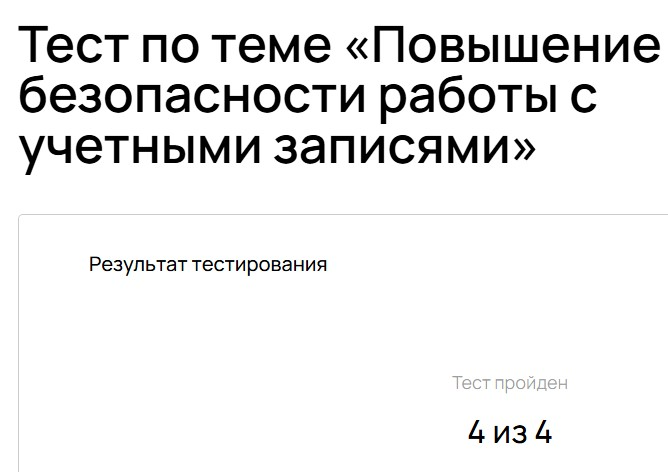 Тест по теме «Повышение
безопасности работы с
учетными записями»
Результат тестирования
Тест пройден
4 из 4